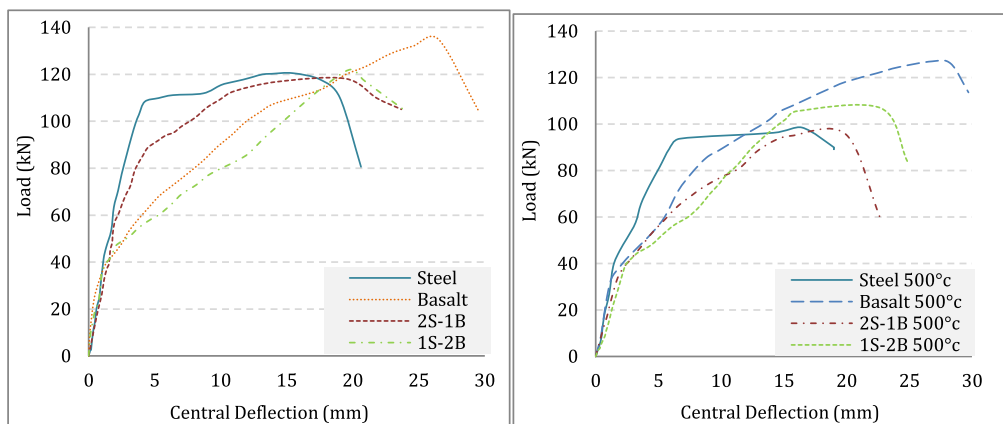 140
120
100
80
60
40
20
0
Load (kN)
0 5 10 15 20 25 30
Central Deflection (mm)
Steel
Basalt
2S-1B
1S-2B
140
120
100
80
60
40
20
0
Load (kN)
0 5 10 15 20 25 30
Central Deflection (mm)
Steel 500°c
Basalt 500°c
2S-1B 500°c
1S-2B 500°c